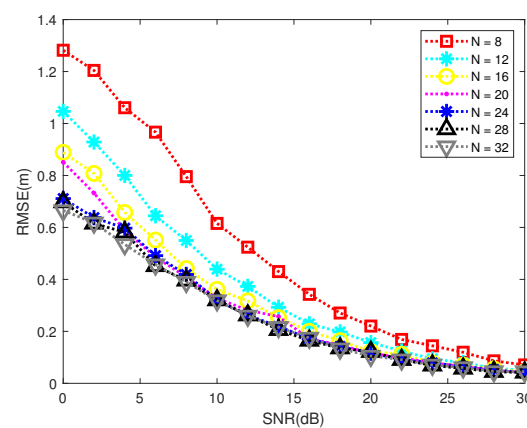 1.4
1.2
1
0.8
0.6
0.4
0.2
0
RMSE(m)
0 5 10 15 20 25 30
SNR(dB)
N = 8
N = 12
N = 16
N = 20
N = 24
N = 28
N = 32